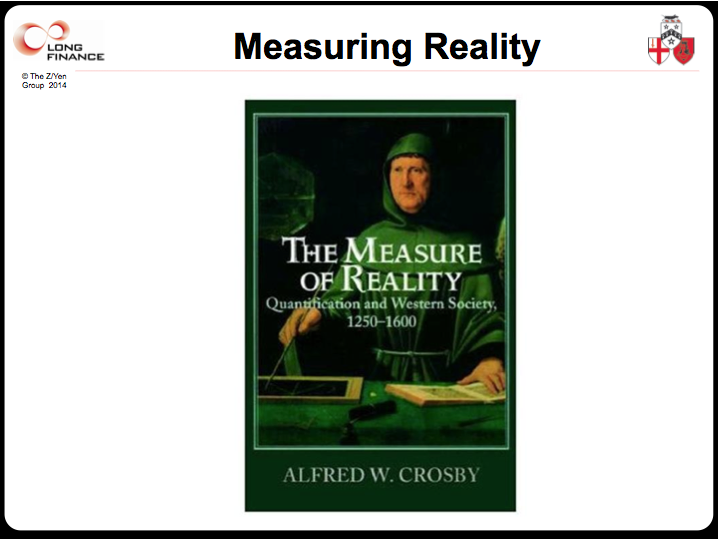 LONG
FINANCE
Measuring Reality
© The Z/Yen
Group 2014
THE MEASURE
OF REALITY
Quantification and Western Society,
1250–1600
ALFRED W. CROSBY